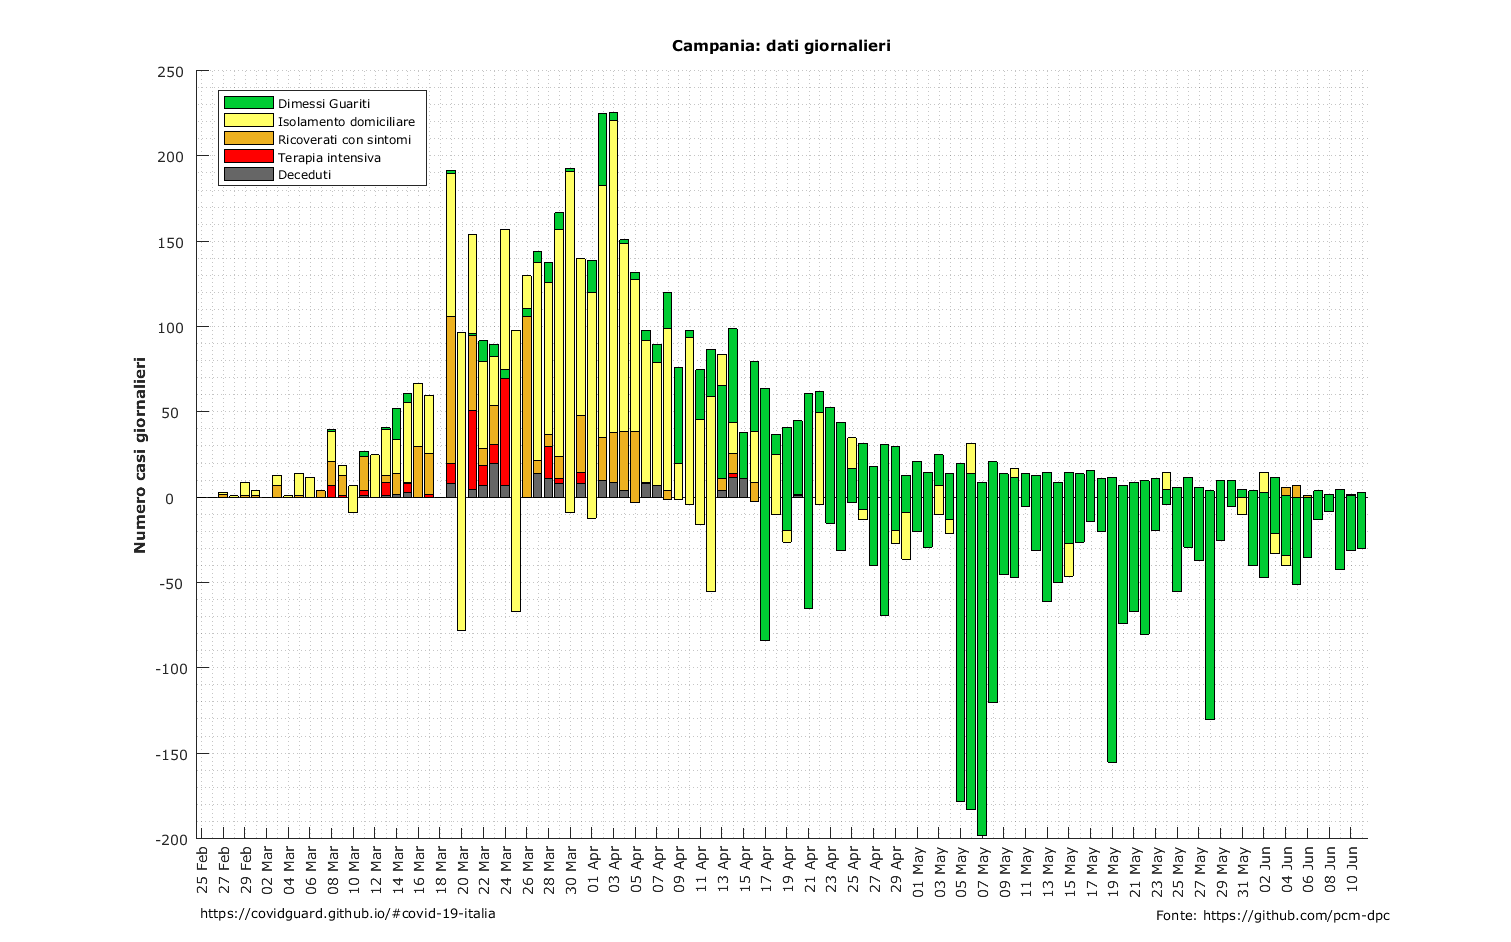 Campania: dati giornalieri
250
200
150
100
50
0
-50
-100
-150
-200
Numero casi giornalieri
Dimessi Guariti
Isolamento domiciliare
Ricoverati con sintomi
Terapia intensiva
Deceduti
25 Feb
27 Feb
29 Feb
02 Mar
04 Mar
06 Mar
08 Mar
10 Mar
12 Mar
14 Mar
16 Mar
18 Mar
20 Mar
22 Mar
24 Mar
26 Mar
28 Mar
30 Mar
01 Apr
03 Apr
05 Apr
07 Apr
09 Apr
11 Apr
13 Apr
15 Apr
17 Apr
19 Apr
21 Apr
23 Apr
25 Apr
27 Apr
29 Apr
01 May
03 May
05 May
07 May
09 May
11 May
13 May
15 May
17 May
19 May
21 May
23 May
25 May
27 May
29 May
31 May
02 Jun
04 Jun
06 Jun
08 Jun
10 Jun
https://covidguard.github.io/#covid-19-italia
Fonte: https://github.com/pcm-dpc